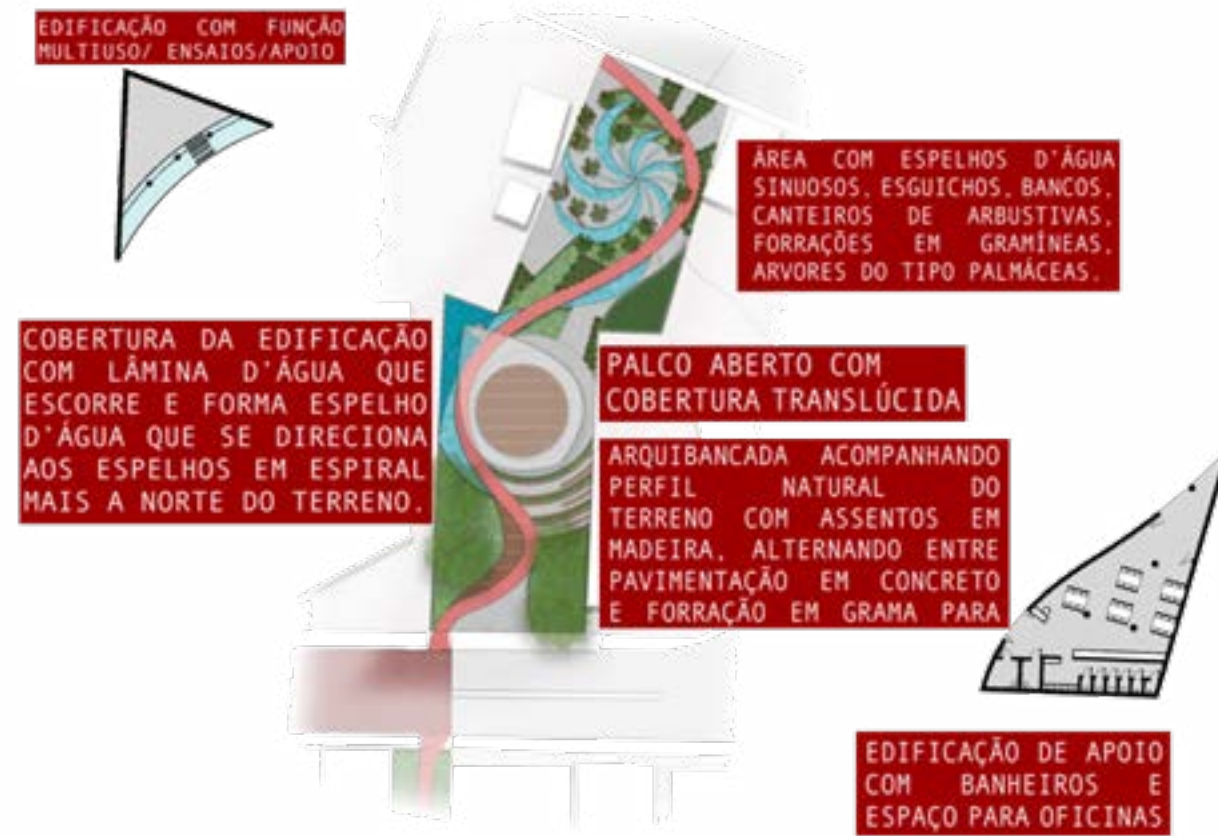 EDIFICAÇÃO COM FUNÇÃO
MULTIUSO/ ENSAIOS/APOIO
ÁREA COM ESPELHOS D'ÁGUA
SINUOSOS, ESGUICHOS, BANCOS,
CANTEIROS DE ARBUSTIVAS,
FORRAÇÕES EM GRAMÍNEAS,
ARVORES DO TIPO PALMÁCEAS.
COBERTURA DA EDIFICAÇÃO
COM LÂMINA D'ÁGUA QUE
ESCORRE E FORMA ESPELHO
D'ÁGUA QUE SE DIRECIONA
AOS ESPELHOS EM ESPIRAL
MAIS A NORTE DO TERRENO.
PALCO ABERTO COM
COBERTURA TRANSLÚCIDA
ARQUIBANCADA ACOMPANHANDO
PERFIL NATURAL DO
TERRENO COM ASSENTOS EM
MADEIRA, ALTERNANDO ENTRE
PAVIMENTAÇÃO EM CONCRETO
E FORRAÇÃO EM GRAMA PARA
EDIFICAÇÃO DE APOIO
COM BANHEIROS E
ESPAÇO PARA OFICINAS